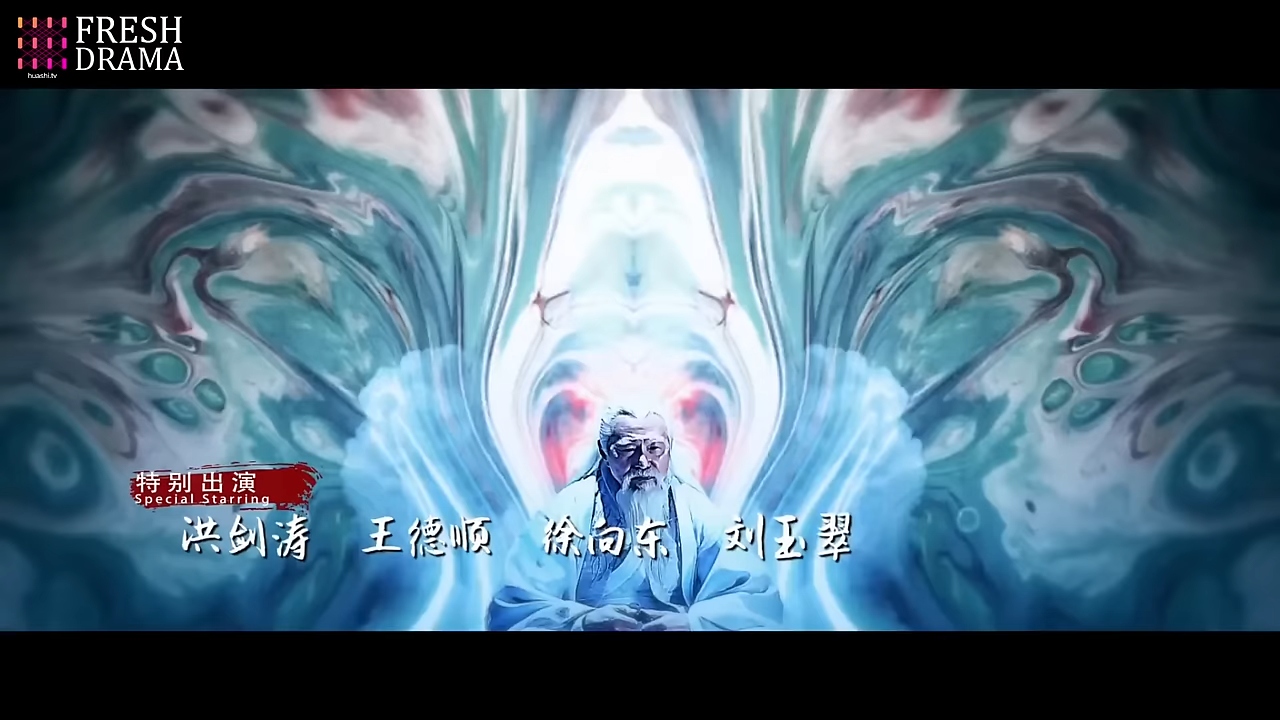 FRESH
DRAMA
huashi.tv
特别出演
Special Starring
洪剑涛 王德顺 徐向东 刘玉翠